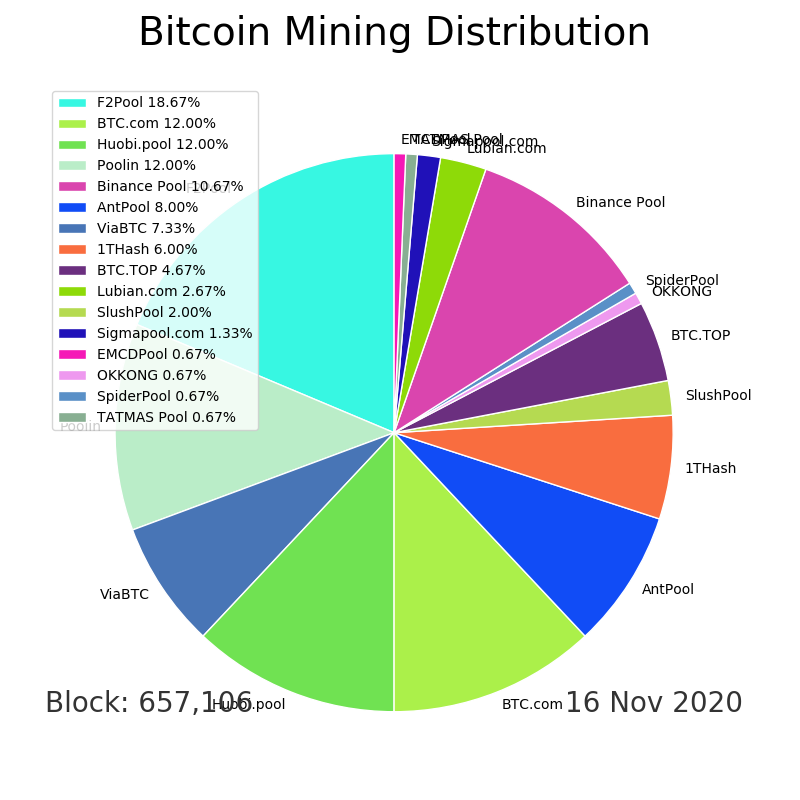 Bitcoin Mining Distribution
F2Pool 18.67%
BTC.com 12.00%
Huobi.pool 12.00%
Poolin 12.00%
Binance Pool 10.67%
AntPool 8.00%
ViaBTC 7.33%
1THash 6.00%
BTC.TOP 4.67%
Lubian.com 2.67%
SlushPool 2.00%
Sigmapool.com 1.33%
EMCDPool 0.67%
OKKONG 0.67%
SpiderPool 0.67%
TATMAS Pool 0.67%
EMCDPool
TATMAS Pool
Sigmapool.com
Lubian.com
Binance Pool
SpiderPool
OKKONG
BTC.TOP
SlushPool
1THash
AntPool
BTC.com
Huobi.pool
ViaBTC
Poolin
F2Pool
Block: 657,106
16 Nov 2020